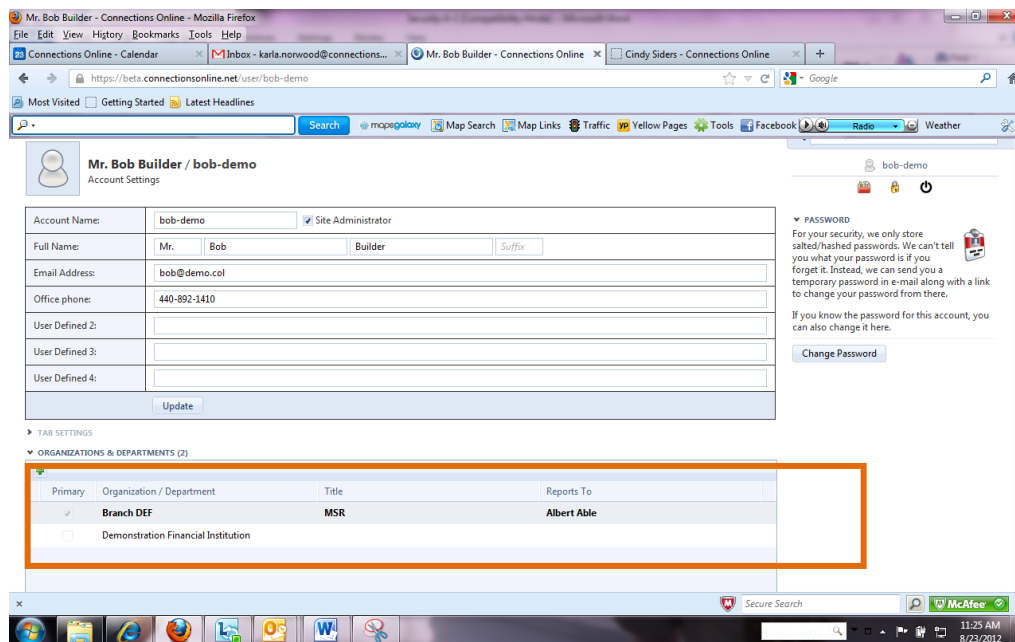 Mr. Bob Builder - Connections Online - Mozilla Firefox
File Edit View History Bookmarks Tools Help
23 Connections Online - Calendar × Inbox - karla.norwood@connections... × Mr. Bob Builder - Connections Online × Cindy Siders - Connections Online × +
https://beta.connectionsonline.net/user/bob-demo Google
Most Visited Getting Started Latest Headlines
Search mapsgalaxy Map Search Map Links Traffic YP Yellow Pages Tools Facebook Radio Weather
Mr. Bob Builder / bob-demo
Account Settings
bob-demo
Account Name: bob-demo Site Administrator
Full Name: Mr. Bob Builder Suffix
Email Address: bob@demo.col
Office phone: 440-892-1410
User Defined 2:
User Defined 3:
User Defined 4:
Update
PASSWORD
For your security, we only store
salted/hashed passwords. We can't tell
you what your password is if you
forget it. Instead, we can send you a
temporary password in e-mail along with a link
to change your password from there.
If you know the password for this account, you
can also change it here.
Change Password
TAB SETTINGS
ORGANIZATIONS & DEPARTMENTS (2)
Primary Organization / Department Title Reports To
Branch DEF MSR Albert Able
Demonstration Financial Institution
× Secure Search McAfee
11:25 AM
8/23/2012